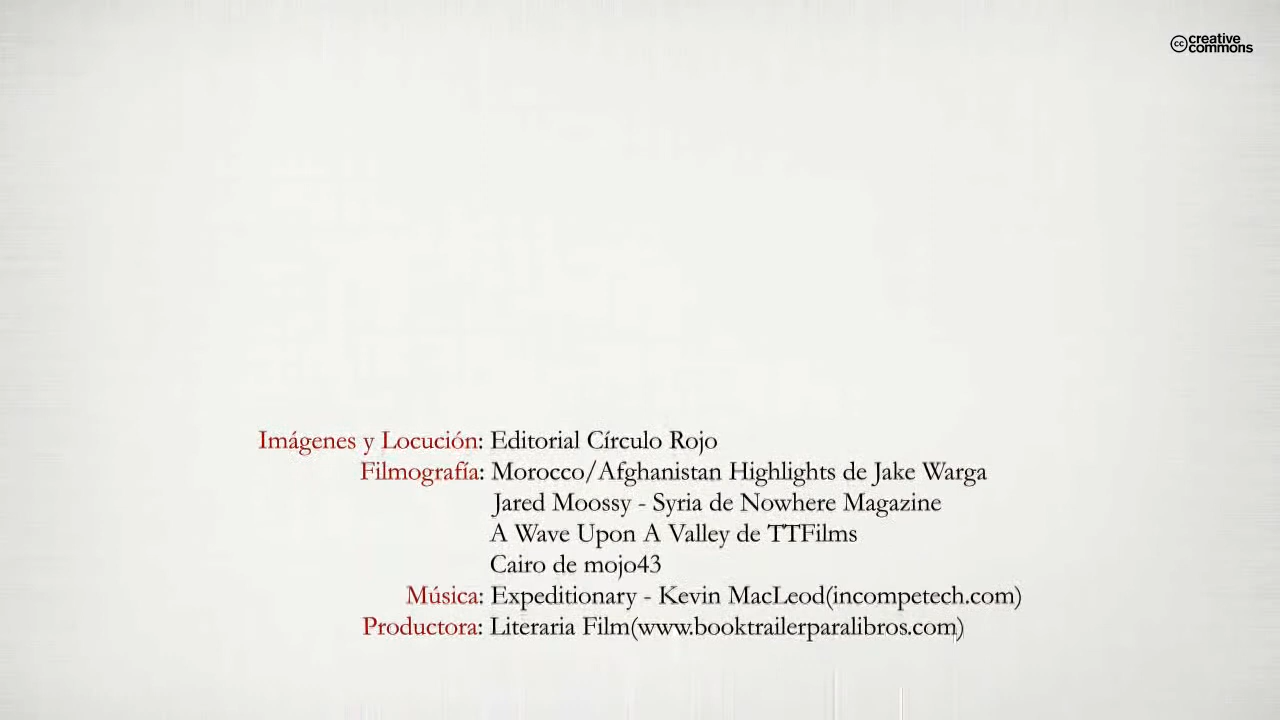 creative
commons
Imágenes y Locución: Editorial Círculo Rojo
Filmografía: Morocco/Afghanistan Highlights de Jake Warga
Jared Moossy - Syria de Nowhere Magazine
A Wave Upon A Valley de TTFilms
Cairo de mojo43
Música: Expeditionary - Kevin MacLeod(incompetech.com)
Productora: Literaria Film(www.booktrailerparalibros.com)